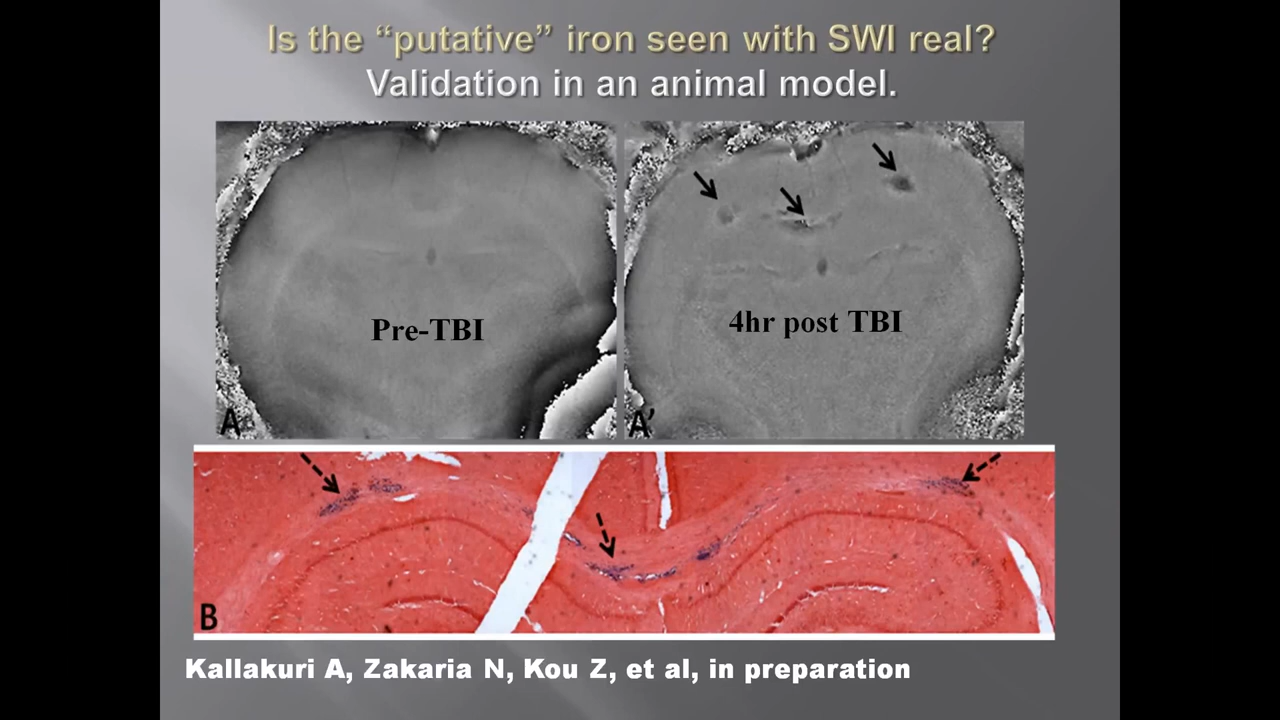 Is the “putative” iron seen with SWI real?
Validation in an animal model.
Pre-TBI
4hr post TBI
A
A’
B
Kallakuri A, Zakaria N, Kou Z, et al, in preparation